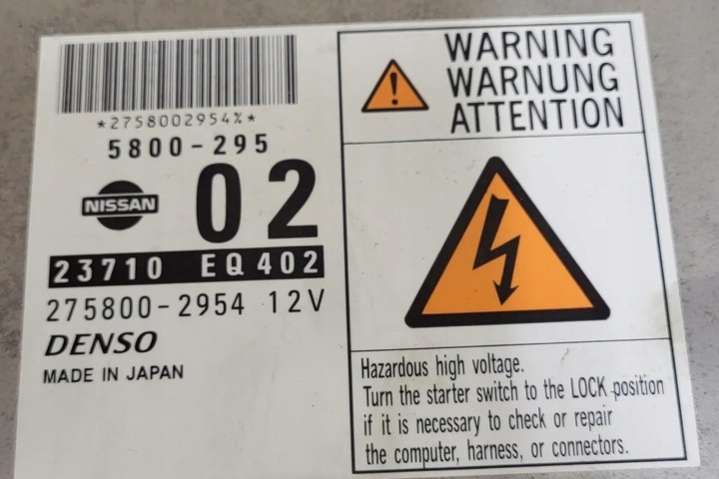 *2758002954%*
5800-295
NISSAN
02
23710 EQ402
275800-2954 12V
DENSO
MADE IN JAPAN
WARNING
WARNUNG
ATTENTION
Hazardous high voltage.
Turn the starter switch to the LOCK position
if it is necessary to check or repair
the computer, harness, or connectors.